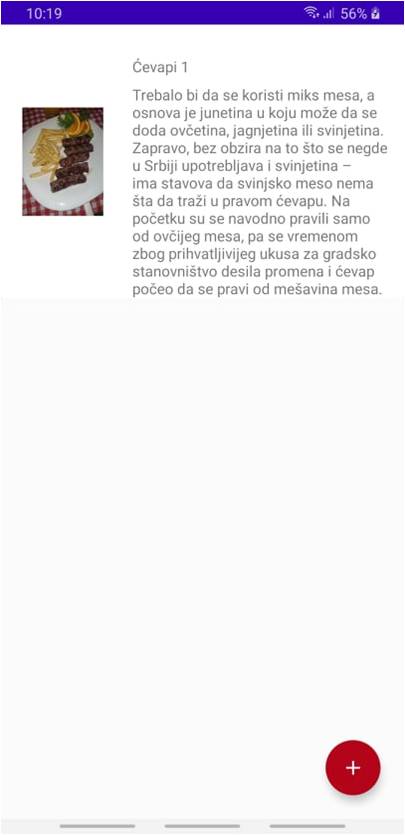 10:19
56%
Ćevapi 1
Trebalo bi da se koristi miks mesa, a
osnova je junetina u koju može da se
doda ovčetina, jagnjetina ili svinjetina.
Zapravo, bez obzira na to što se negde
u Srbiji upotrebljava i svinjetina –
ima stavova da svinjsko meso nema
šta da traži u pravom ćevapu. Na
početku su se navodno pravili samo
od ovčijeg mesa, pa se vremenom
zbog prihvatljivijeg ukusa za gradsko
stanovništvo desila promena i ćevap
počeo da se pravi od mešavina mesa.
+